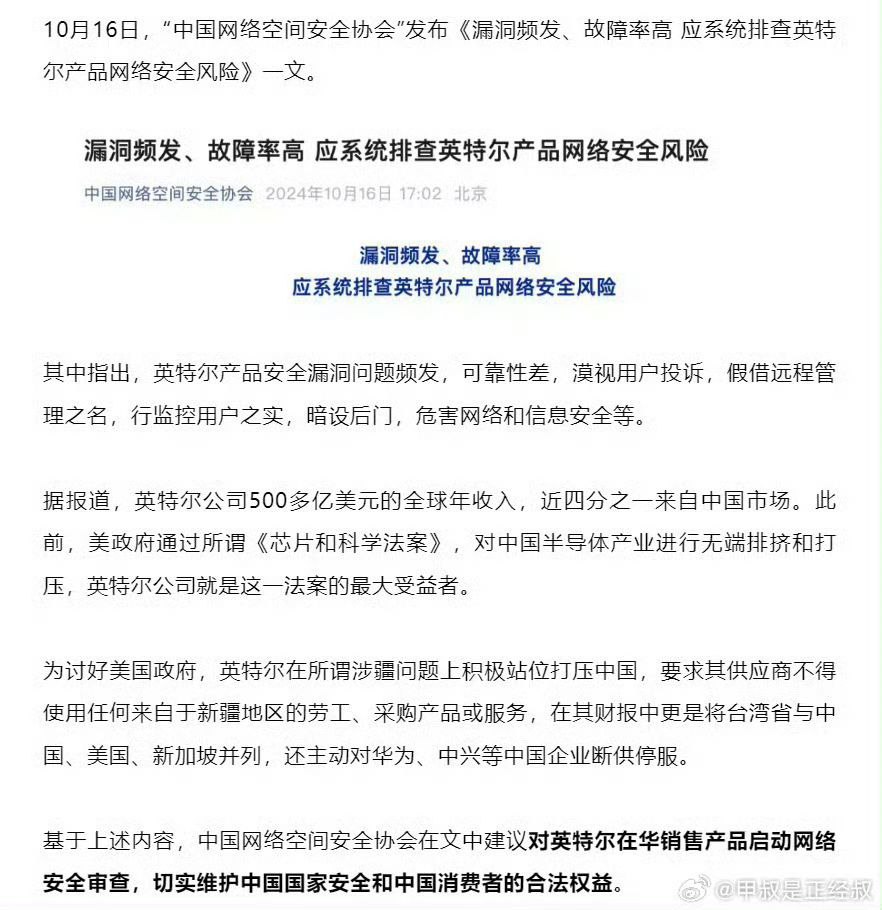 10月16日，“中国网络空间安全协会”发布《漏洞频发、故障率高 应系统排查英特
尔产品网络安全风险》一文。
漏洞频发、故障率高 应系统排查英特尔产品网络安全风险
中国网络空间安全协会 2024年10月16日 17:02 北京
漏洞频发、故障率高
应系统排查英特尔产品网络安全风险
其中指出，英特尔产品安全漏洞问题频发，可靠性差，漠视用户投诉，假借远程管
理之名，行监控用户之实，暗设后门，危害网络和信息安全等。
据报道，英特尔公司500多亿美元的全球年收入，近四分之一来自中国市场。此
前，美政府通过所谓《芯片和科学法案》，对中国半导体产业进行无端排挤和打
压，英特尔公司就是这一法案的最大受益者。
为讨好美国政府，英特尔在所谓涉疆问题上积极站位打压中国，要求其供应商不得
使用任何来自于新疆地区的劳工、采购产品或服务，在其财报中更是将台湾省与中
国、美国、新加坡并列，还主动对华为、中兴等中国企业断供停服。
基于上述内容，中国网络空间安全协会在文中建议对英特尔在华销售产品启动网络
安全审查，切实维护中国国家安全和中国消费者的合法权益。
@甲叔是正经叔